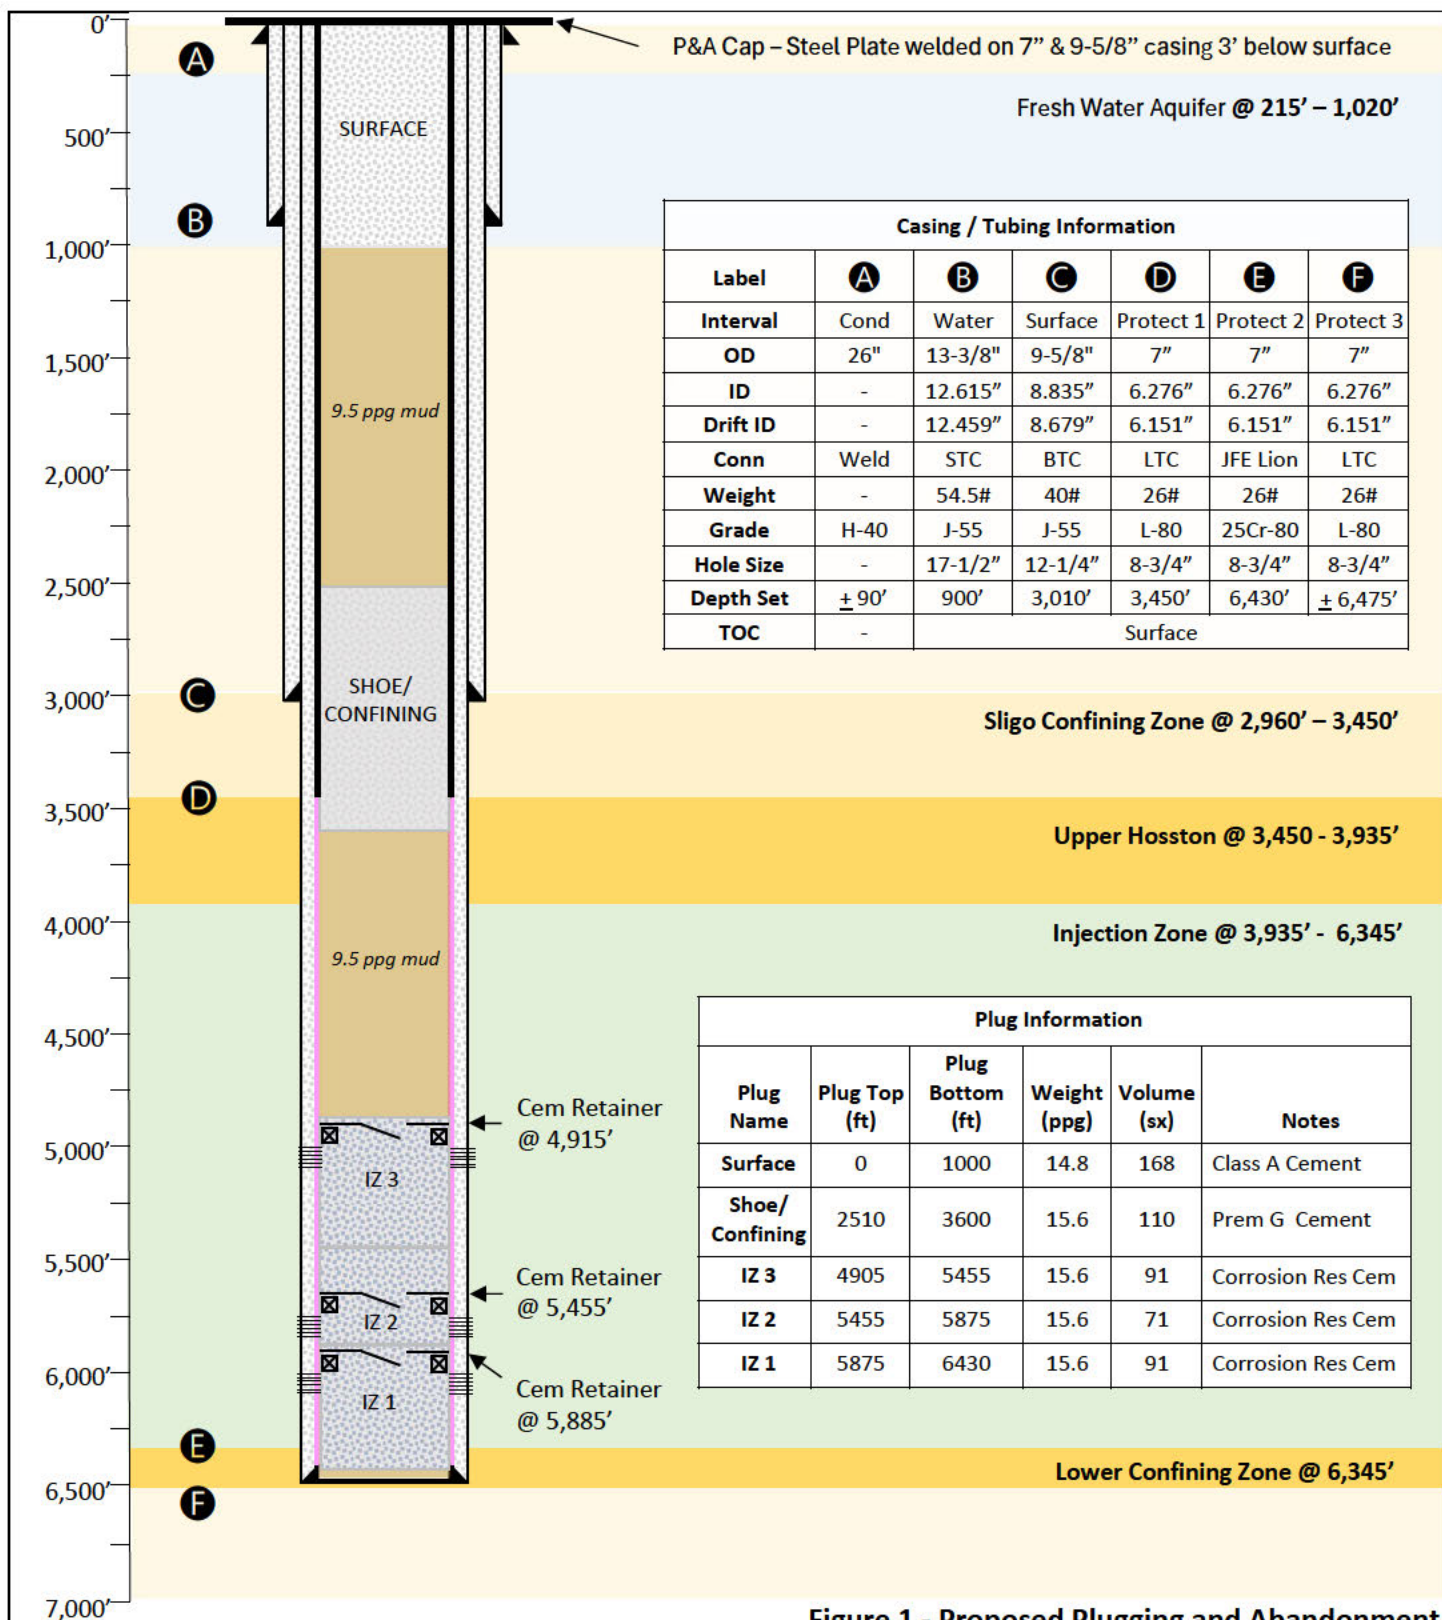 0’
P&A Cap – Steel Plate welded on 7” & 9-5/8” casing 3’ below surface
A
Fresh Water Aquifer @ 215’ – 1,020’
SURFACE
500’
B
1,000’
Casing / Tubing Information
Label A B C D E F
Interval Cond Water Surface Protect 1 Protect 2 Protect 3
OD 26" 13-3/8" 9-5/8" 7” 7” 7”
ID - 12.615” 8.835” 6.276” 6.276” 6.276”
Drift ID - 12.459” 8.679” 6.151” 6.151” 6.151”
Conn Weld STC BTC LTC JFE Lion LTC
Weight - 54.5# 40# 26# 26# 26#
Grade H-40 J-55 J-55 L-80 25Cr-80 L-80
Hole Size - 17-1/2” 12-1/4” 8-3/4” 8-3/4” 8-3/4”
Depth Set ± 90’ 900’ 3,010’ 3,450’ 6,430’ ± 6,475’
TOC - Surface
1,500’
9.5 ppg mud
2,000’
2,500’
SHOE/
CONFINING
3,000’
C
Sligo Confining Zone @ 2,960’ – 3,450’
D
3,500’
Upper Hosston @ 3,450 - 3,935’
4,000’
Injection Zone @ 3,935’ - 6,345’
9.5 ppg mud
4,500’
Plug Information
Plug Name Plug Top (ft) Plug Bottom (ft) Weight (ppg) Volume (sx) Notes
Surface 0 1000 14.8 168 Class A Cement
Shoe/ Confining 2510 3600 15.6 110 Prem G Cement
IZ 3 4905 5455 15.6 91 Corrosion Res Cem
IZ 2 5455 5875 15.6 71 Corrosion Res Cem
IZ 1 5875 6430 15.6 91 Corrosion Res Cem
Cem Retainer
@ 4,915’
5,000’
IZ 3
5,500’
Cem Retainer
@ 5,455’
IZ 2
6,000’
Cem Retainer
@ 5,885’
IZ 1
E
Lower Confining Zone @ 6,345’
6,500’
F
7,000’
Figure 1 - Proposed Plugging and Abandonment